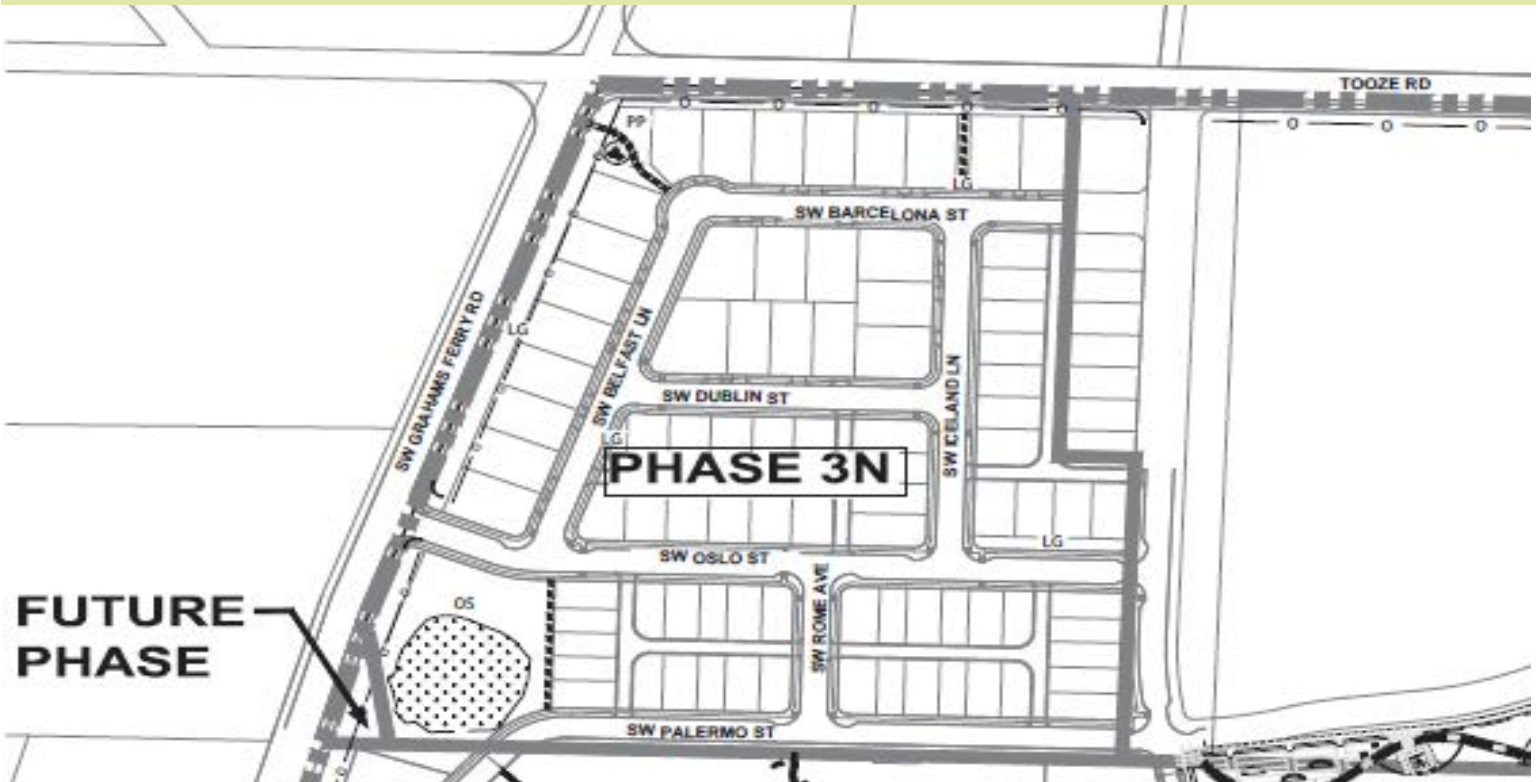 TOOZE RD
PP
LG
SW BARCELONA ST
SW GRAHAMS FERRY RD
LG
SW BELFAST LN
SW ICELAND LN
SW DUBLIN ST
LG
PHASE 3N
LG
SW OSLO ST
SW ROME AVE
FUTURE
PHASE
OS
SW PALERMO ST